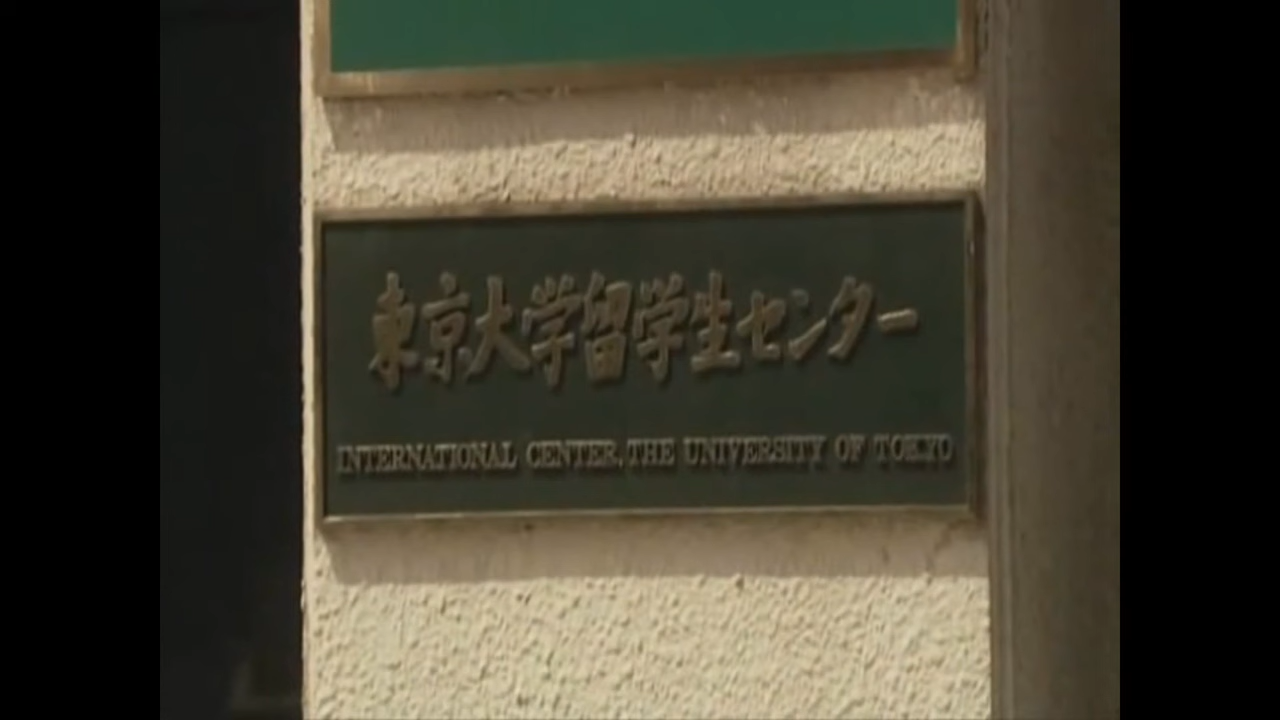 東京大学留学生センター
INTERNATIONAL CENTER, THE UNIVERSITY OF TOKYO